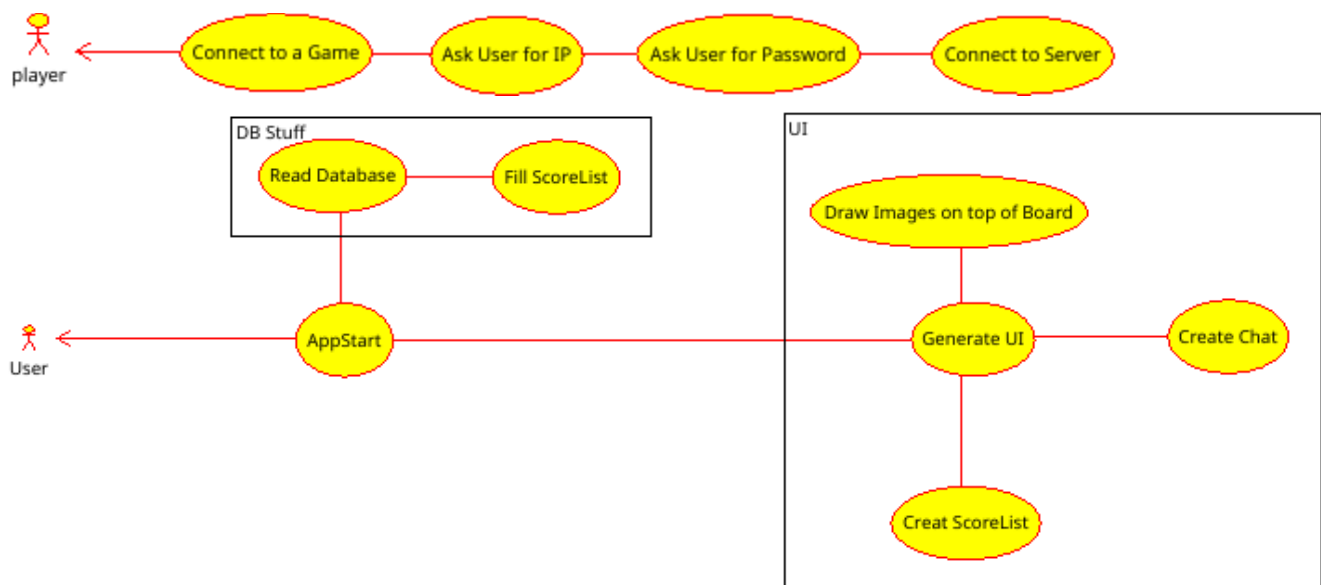 player
Connect to a Game
Ask User for IP
Ask User for Password
Connect to Server
DB Stuff
Read Database
Fill ScoreList
UI
Draw Images on top of Board
User
AppStart
Generate UI
Create Chat
Creat ScoreList